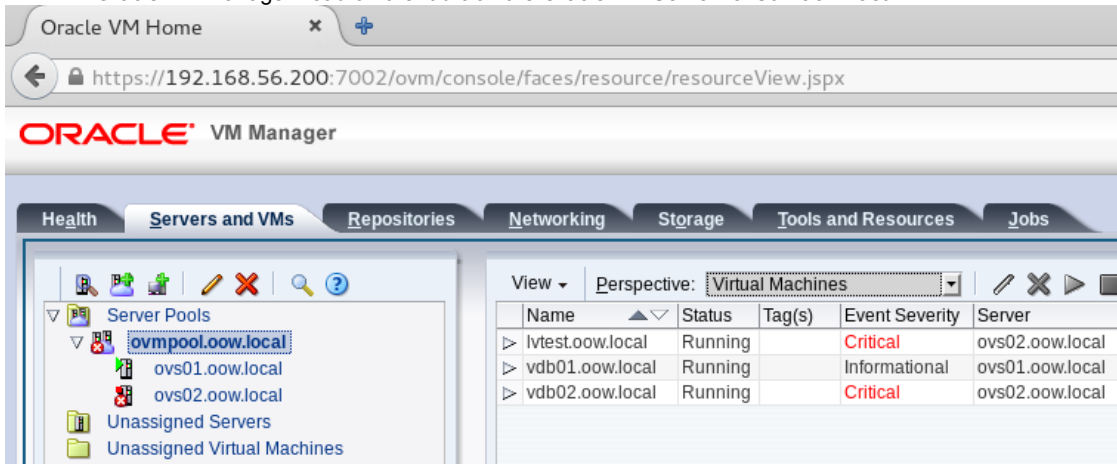 Oracle VM Home
https://192.168.56.200:7002/ovm/console/faces/resource/resourceView.jspx
ORACLE VM Manager
Health Servers and VMs Repositories Networking Storage Tools and Resources Jobs
View Perspective: Virtual Machines
Server Pools
ovmpool.oow.local
ovs01.oow.local
ovs02.oow.local
Unassigned Servers
Unassigned Virtual Machines
Name Status Tag(s) Event Severity Server
lvtest.oow.local Running Critical ovs02.oow.local
vdb01.oow.local Running Informational ovs01.oow.local
vdb02.oow.local Running Critical ovs02.oow.local